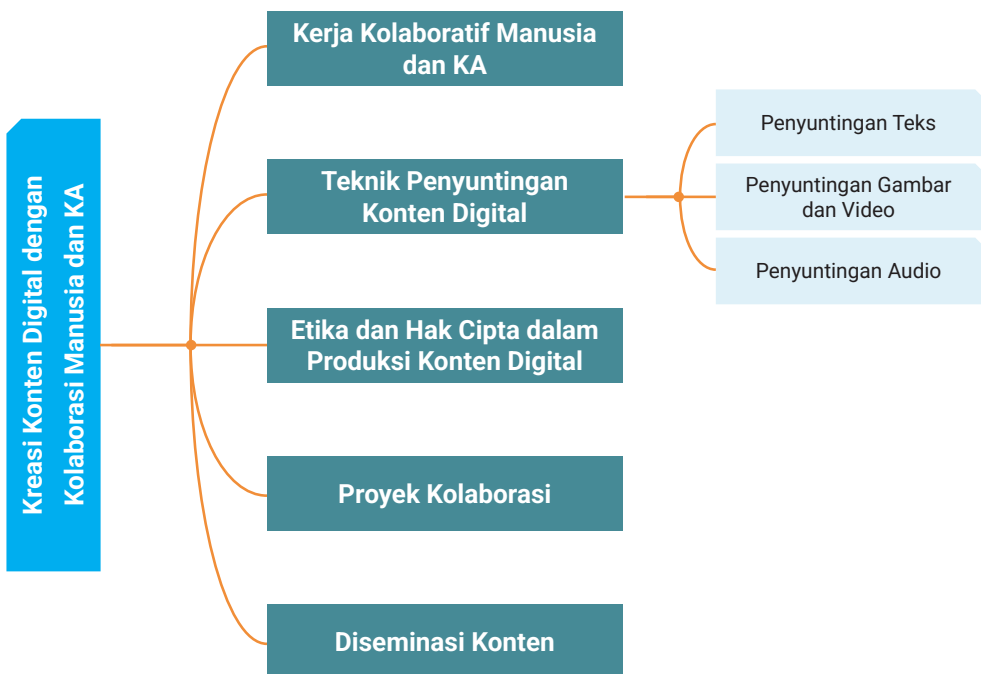 Kreasi Konten Digital dengan
Kolaborasi Manusia dan KA
Kerja Kolaboratif Manusia
dan KA
Teknik Penyuntingan
Konten Digital
Penyuntingan Teks
Penyuntingan Gambar
dan Video
Penyuntingan Audio
Etika dan Hak Cipta dalam
Produksi Konten Digital
Proyek Kolaborasi
Diseminasi Konten